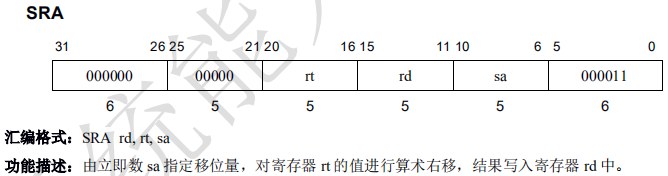 SRA
31 26 25 21 20 16 15 11 10 6 5 0
000000 00000 rt rd sa 000011
6 5 5 5 5 6
汇编格式：SRA rd, rt, sa
功能描述：由立即数 sa 指定移位量，对寄存器 rt 的值进行算术右移，结果写入寄存器 rd 中。
统能